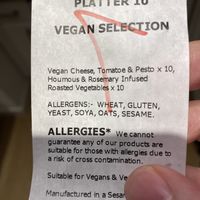 PLATTER 10
VEGAN SELECTION
Vegan Cheese, Tomatoe & Pesto x 10,
Houmous & Rosemary Infused
Roasted Vegetables x 10
ALLERGENS:- WHEAT, GLUTEN,
YEAST, SOYA, OATS, SESAME.
ALLERGIES* We cannot
guarantee any of our products are
suitable for those with allergies due to
a risk of cross contamination.
Suitable for Vegans & Ve
Manufactured in a Sesa